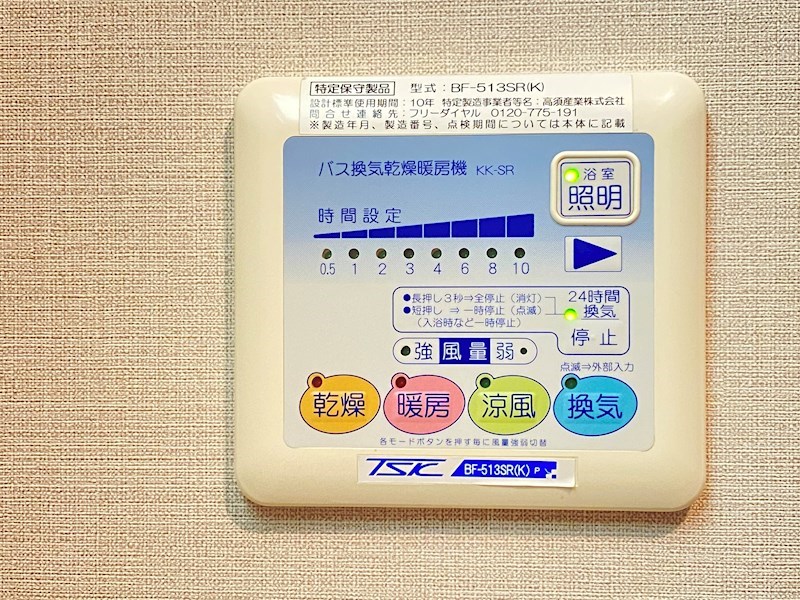 特定保守製品 型式：BF-513SR(K)
設計標準使用期間：10年 特定製造事業者等名：高須産業株式会社
問合せ連絡先：フリーダイヤル 0120-775-191
※製造年月、製造番号、点検期間については本体に記載
バス換気乾燥暖房機 KK-SR
浴室
照明
時間設定
0.5 1 2 3 4 6 8 10
●長押し3秒⇒全停止（消灯）
●短押し ⇒一時停止（点滅）
（入浴時など一時停止）
24時間
換気
停止
強 風量 弱
点滅⇒外部入力
乾燥 暖房 涼風 換気
各モードボタンを押す毎に風量強弱切替
TSK BF-513SR(K) P